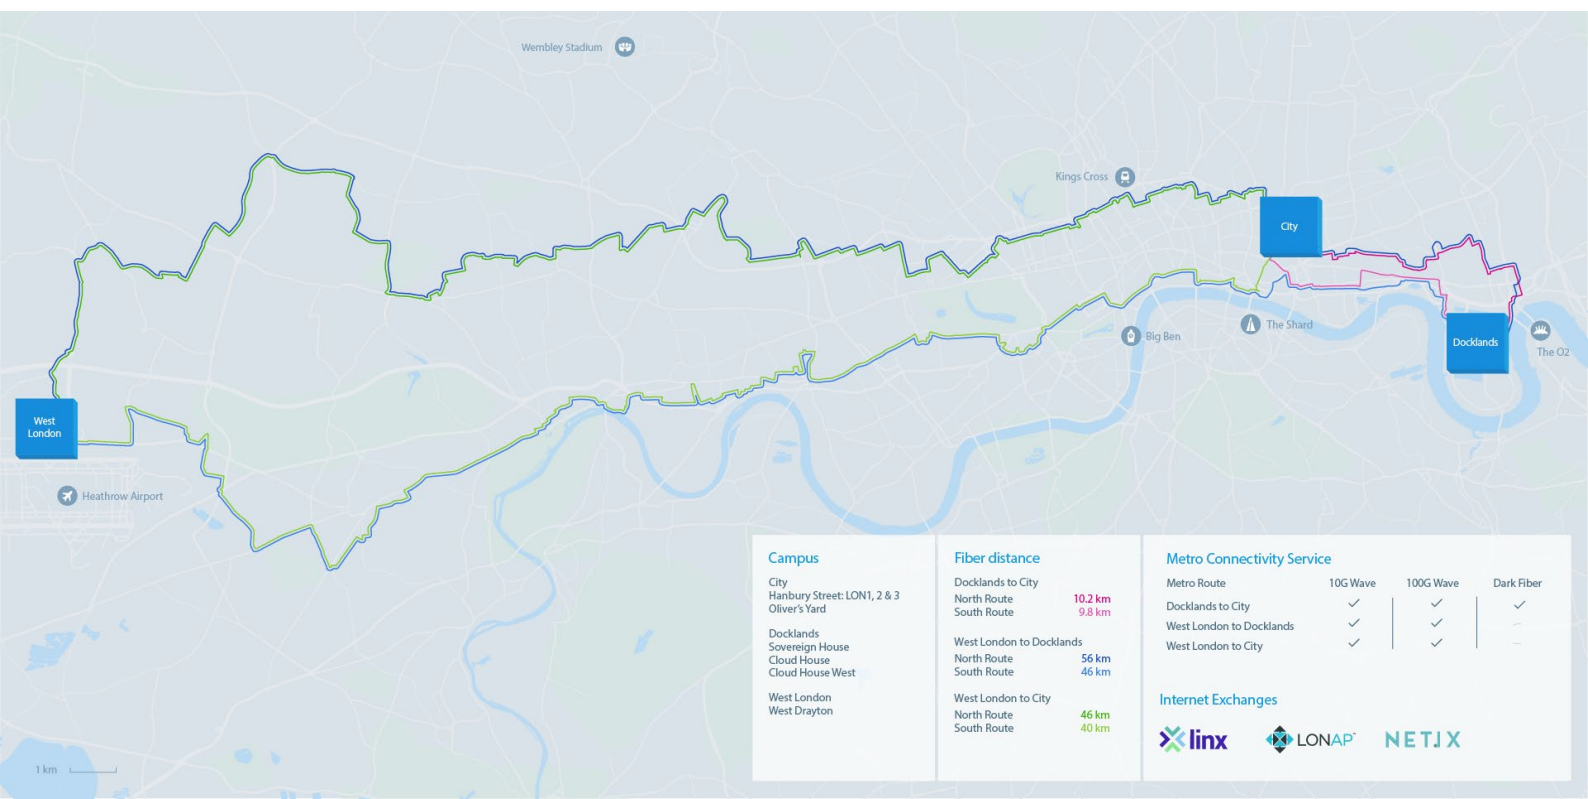 Wembley Stadium
Kings Cross
City
The Shard
Big Ben
Docklands
The O2
West
London
Heathrow Airport
1 km
Campus
City
Hanbury Street: LON1, 2 & 3
Oliver's Yard
Docklands
Sovereign House
Cloud House
Cloud House West
West London
West Drayton
Fiber distance
Docklands to City
North Route 10.2 km
South Route 9.8 km
West London to Docklands
North Route 56 km
South Route 46 km
West London to City
North Route 46 km
South Route 40 km
Metro Connectivity Service
Metro Route 10G Wave 100G Wave Dark Fiber
Docklands to City ✓ ✓ ✓
West London to Docklands ✓ ✓ –
West London to City ✓ ✓ –
Internet Exchanges
linx LONAP NETIX